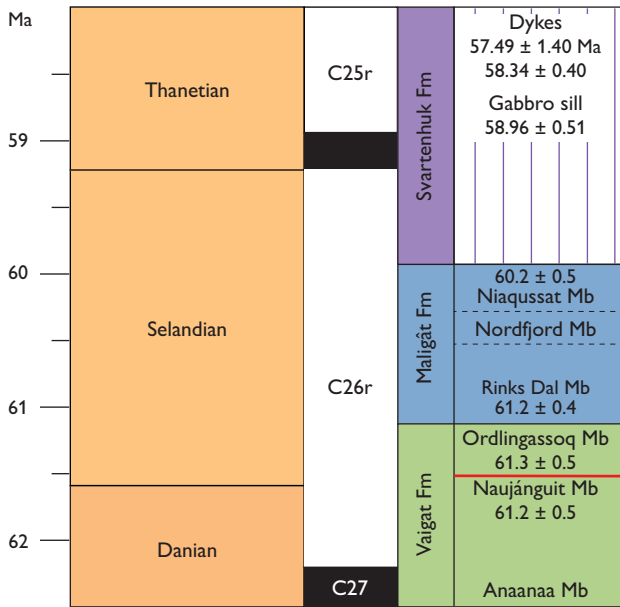 Ma
59
60
61
62
Thanetian
Selandian
Danian
C25r
C26r
C27
Svartenhuk Fm
Maligât Fm
Vaigat Fm
Dykes
57.49 ± 1.40 Ma
58.34 ± 0.40
Gabbro sill
58.96 ± 0.51
60.2 ± 0.5
Niaqussat Mb
Nordfjord Mb
Rinks Dal Mb
61.2 ± 0.4
Ordlingassoq Mb
61.3 ± 0.5
Naujánguit Mb
61.2 ± 0.5
Anaanaa Mb